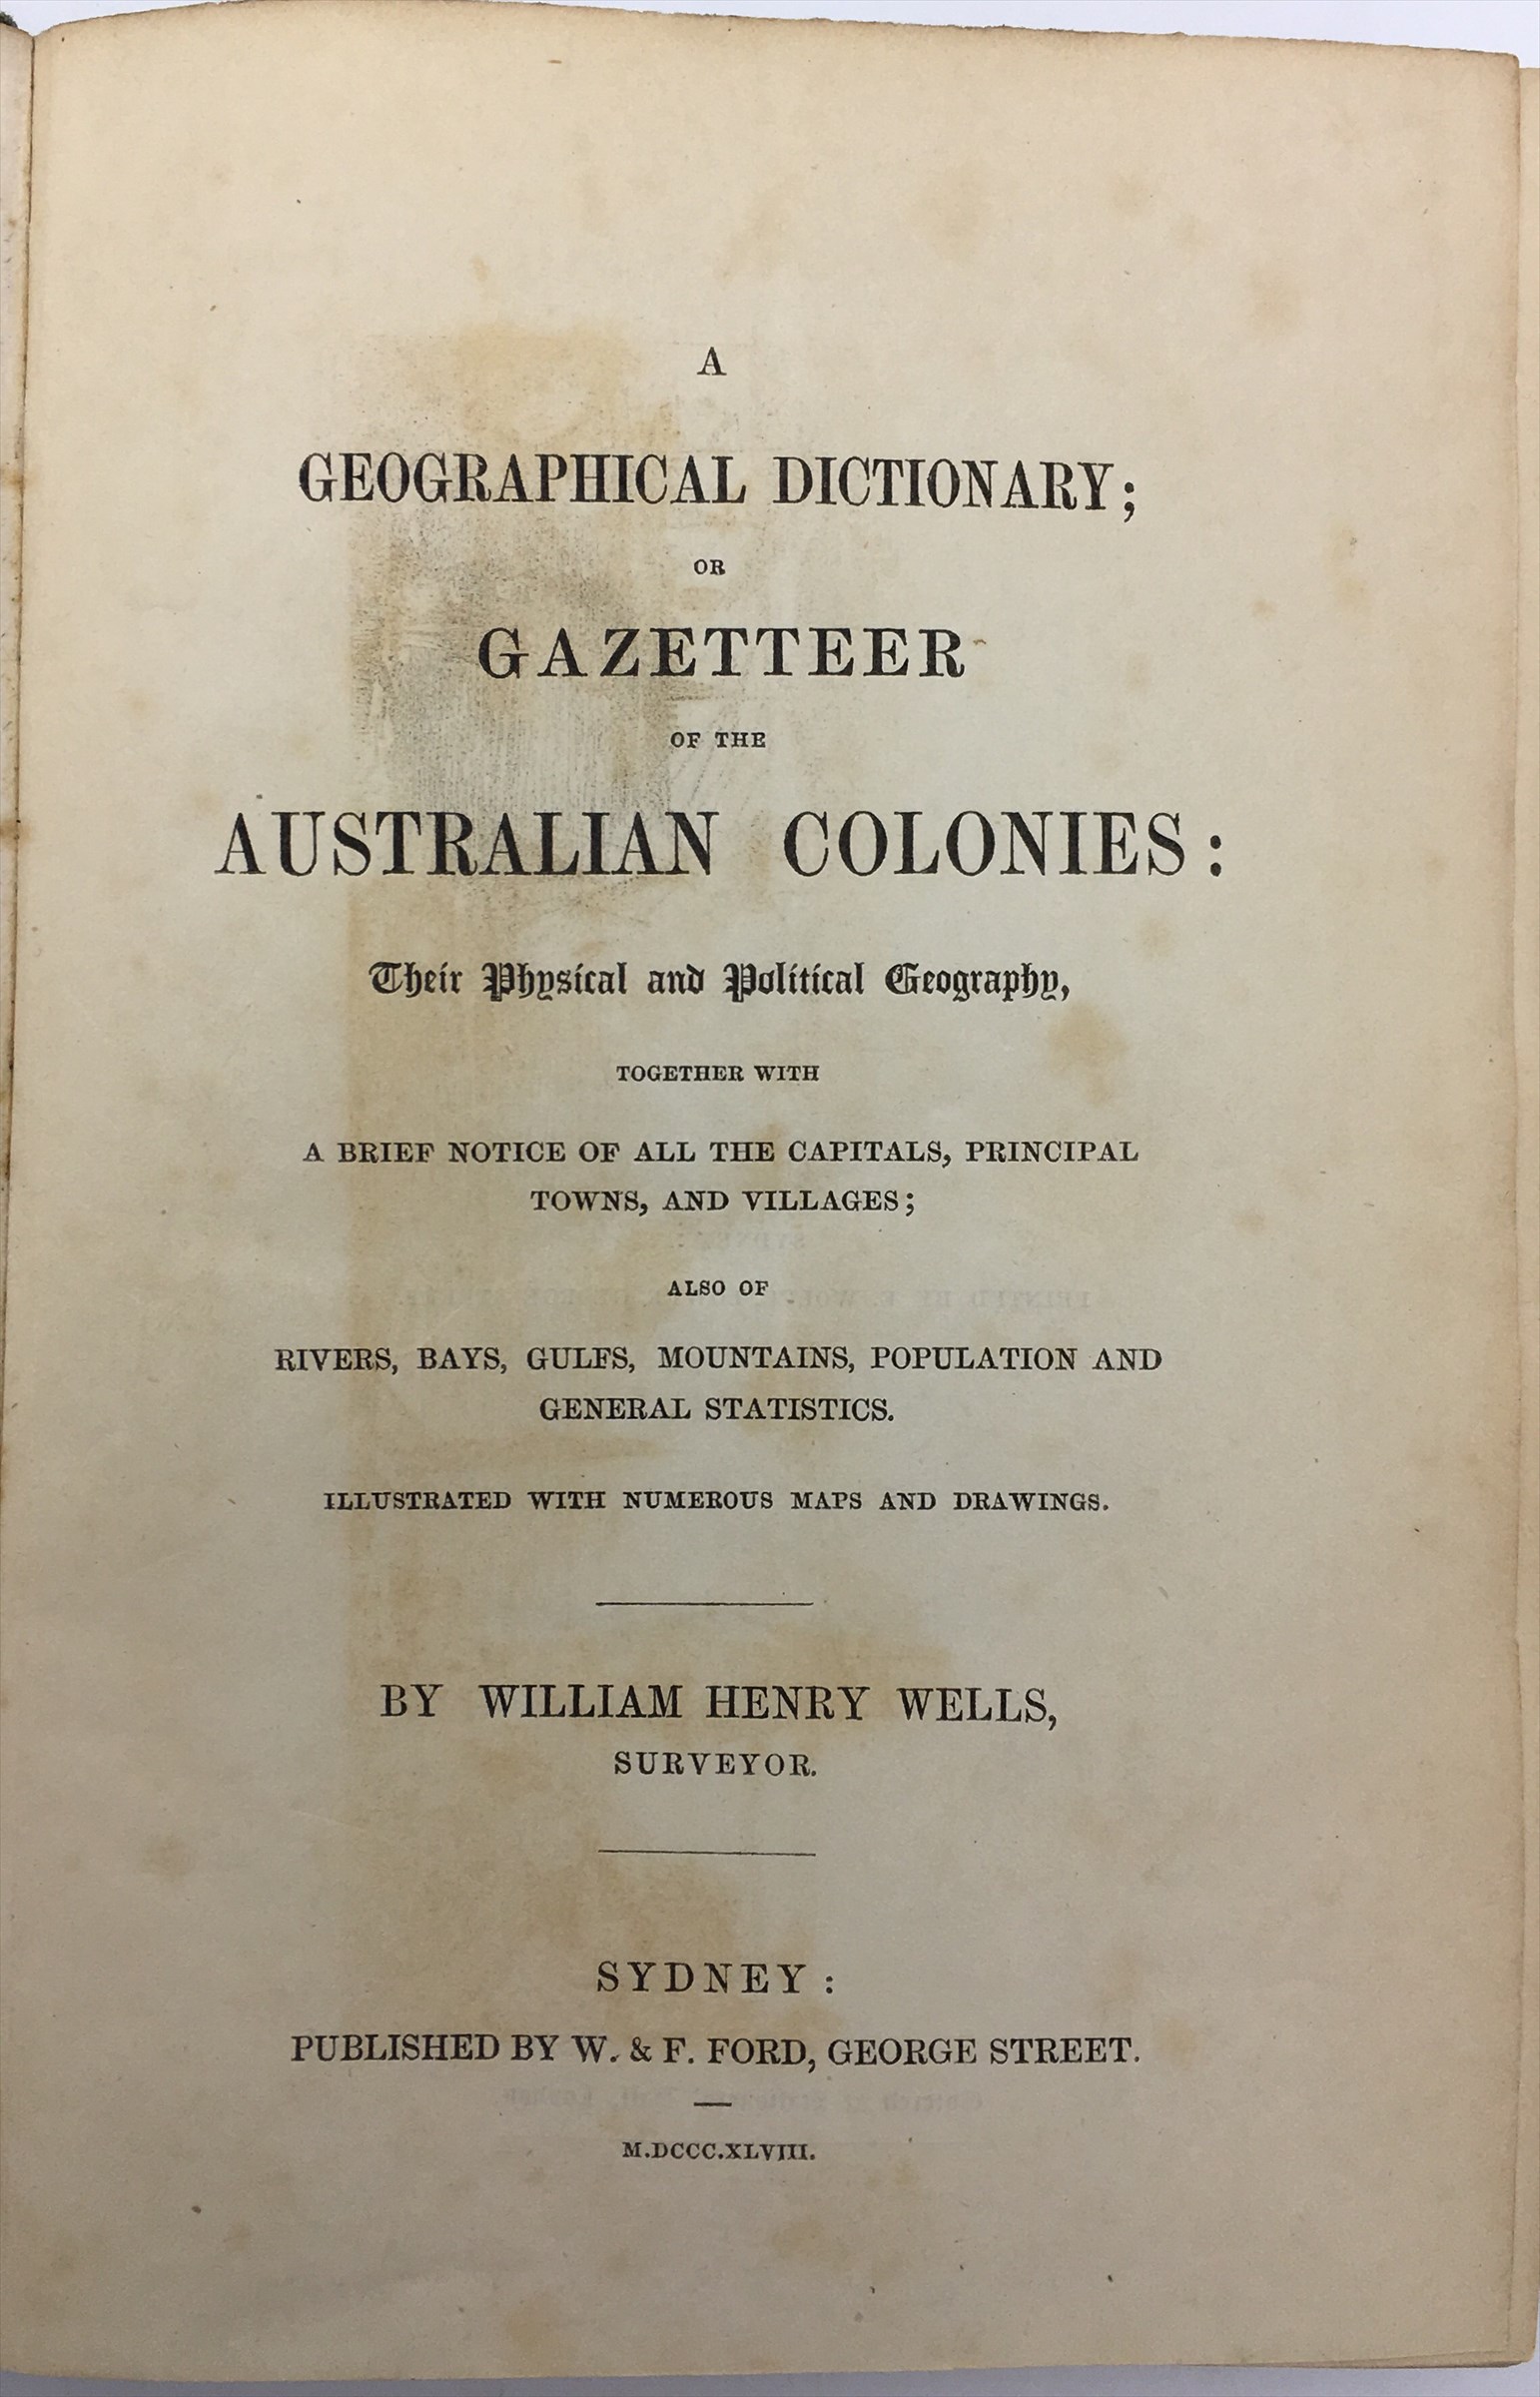 A
GEOGRAPHICAL DICTIONARY;
OR
GAZETTEER
OF THE
AUSTRALIAN COLONIES:
Their Physical and Political Geography,
TOGETHER WITH
A BRIEF NOTICE OF ALL THE CAPITALS, PRINCIPAL
TOWNS, AND VILLAGES;
ALSO OF
RIVERS, BAYS, GULFS, MOUNTAINS, POPULATION AND
GENERAL STATISTICS.
ILLUSTRATED WITH NUMEROUS MAPS AND DRAWINGS.
BY WILLIAM HENRY WELLS,
SURVEYOR.
SYDNEY:
PUBLISHED BY W. & F. FORD, GEORGE STREET.
M.DCCC.XLVIII.